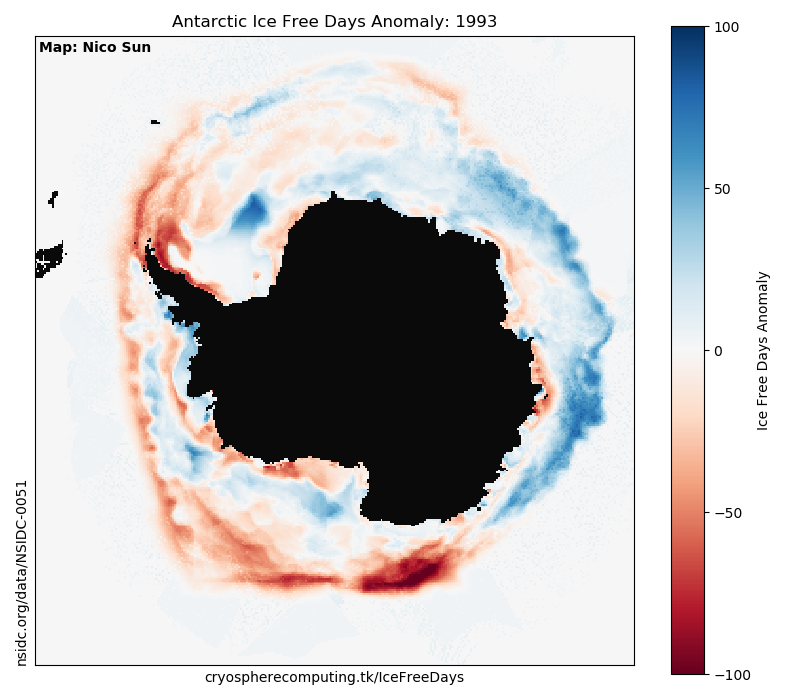 Antarctic Ice Free Days Anomaly: 1993
Map: Nico Sun
100
50
0
−50
−100
Ice Free Days Anomaly
nsidc.org/data/NSIDC-0051
cryospherecomputing.tk/IceFreeDays